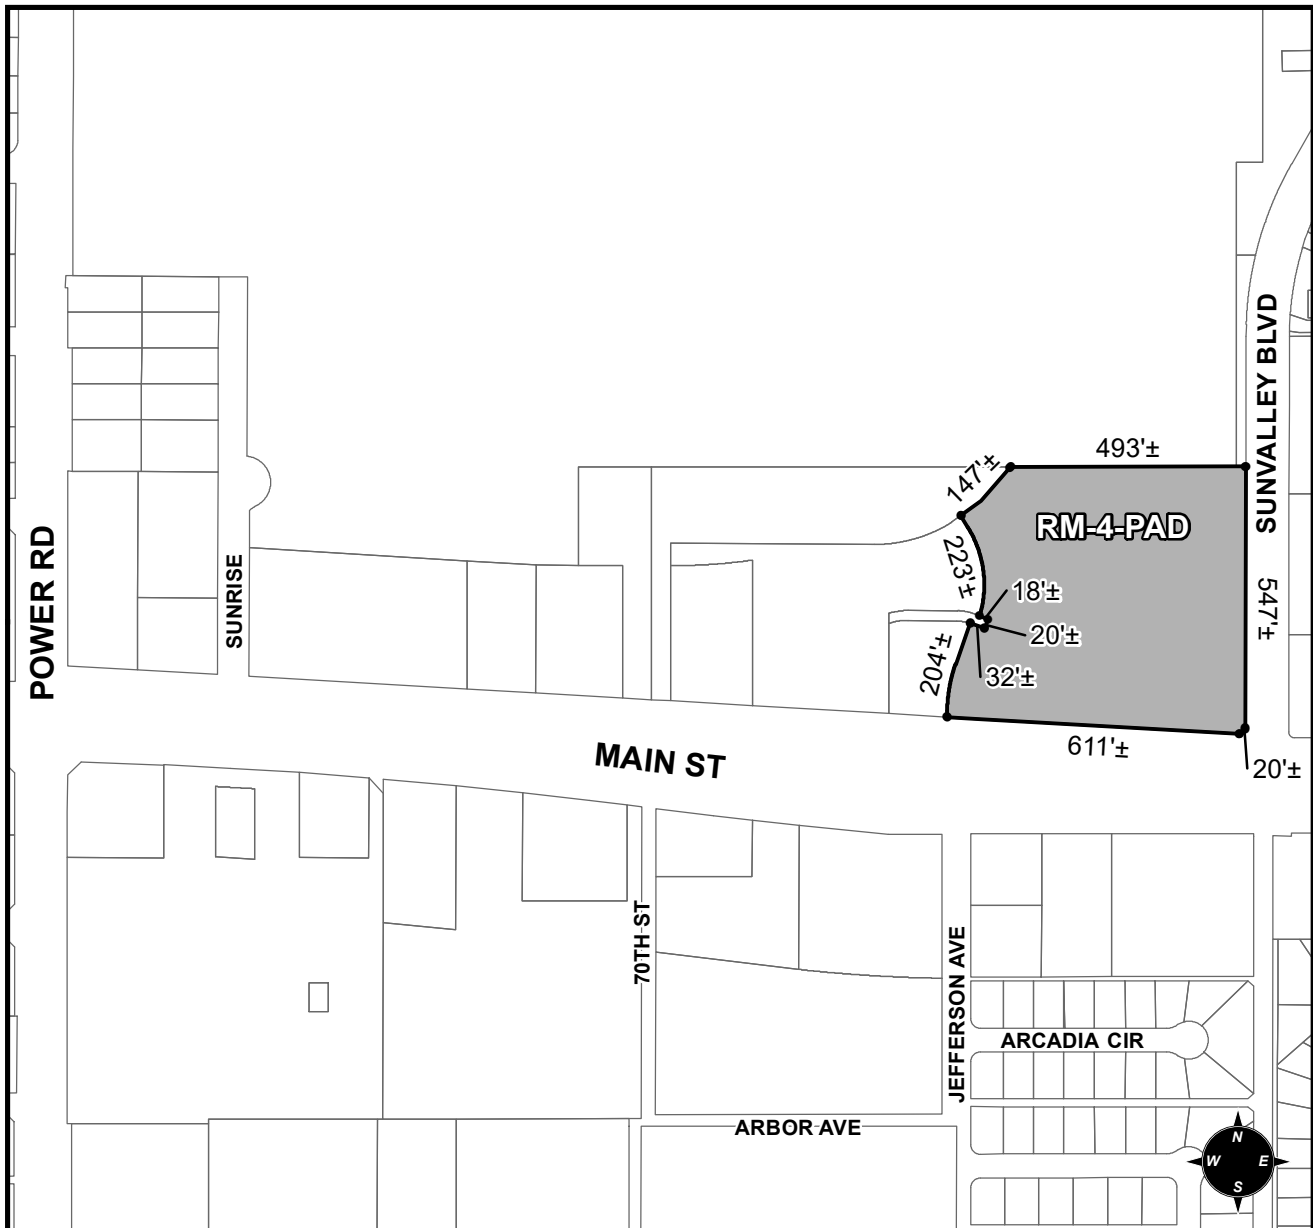 SUNVALLEY BLVD
493'±
147'±
RM-4-PAD
223'±
18'±
20'±
32'±
204'±
547'±
611'±
20'±
POWER RD
SUNRISE
MAIN ST
70TH ST
JEFFERSON AVE
ARCADIA CIR
ARBOR AVE
N
W
E
S